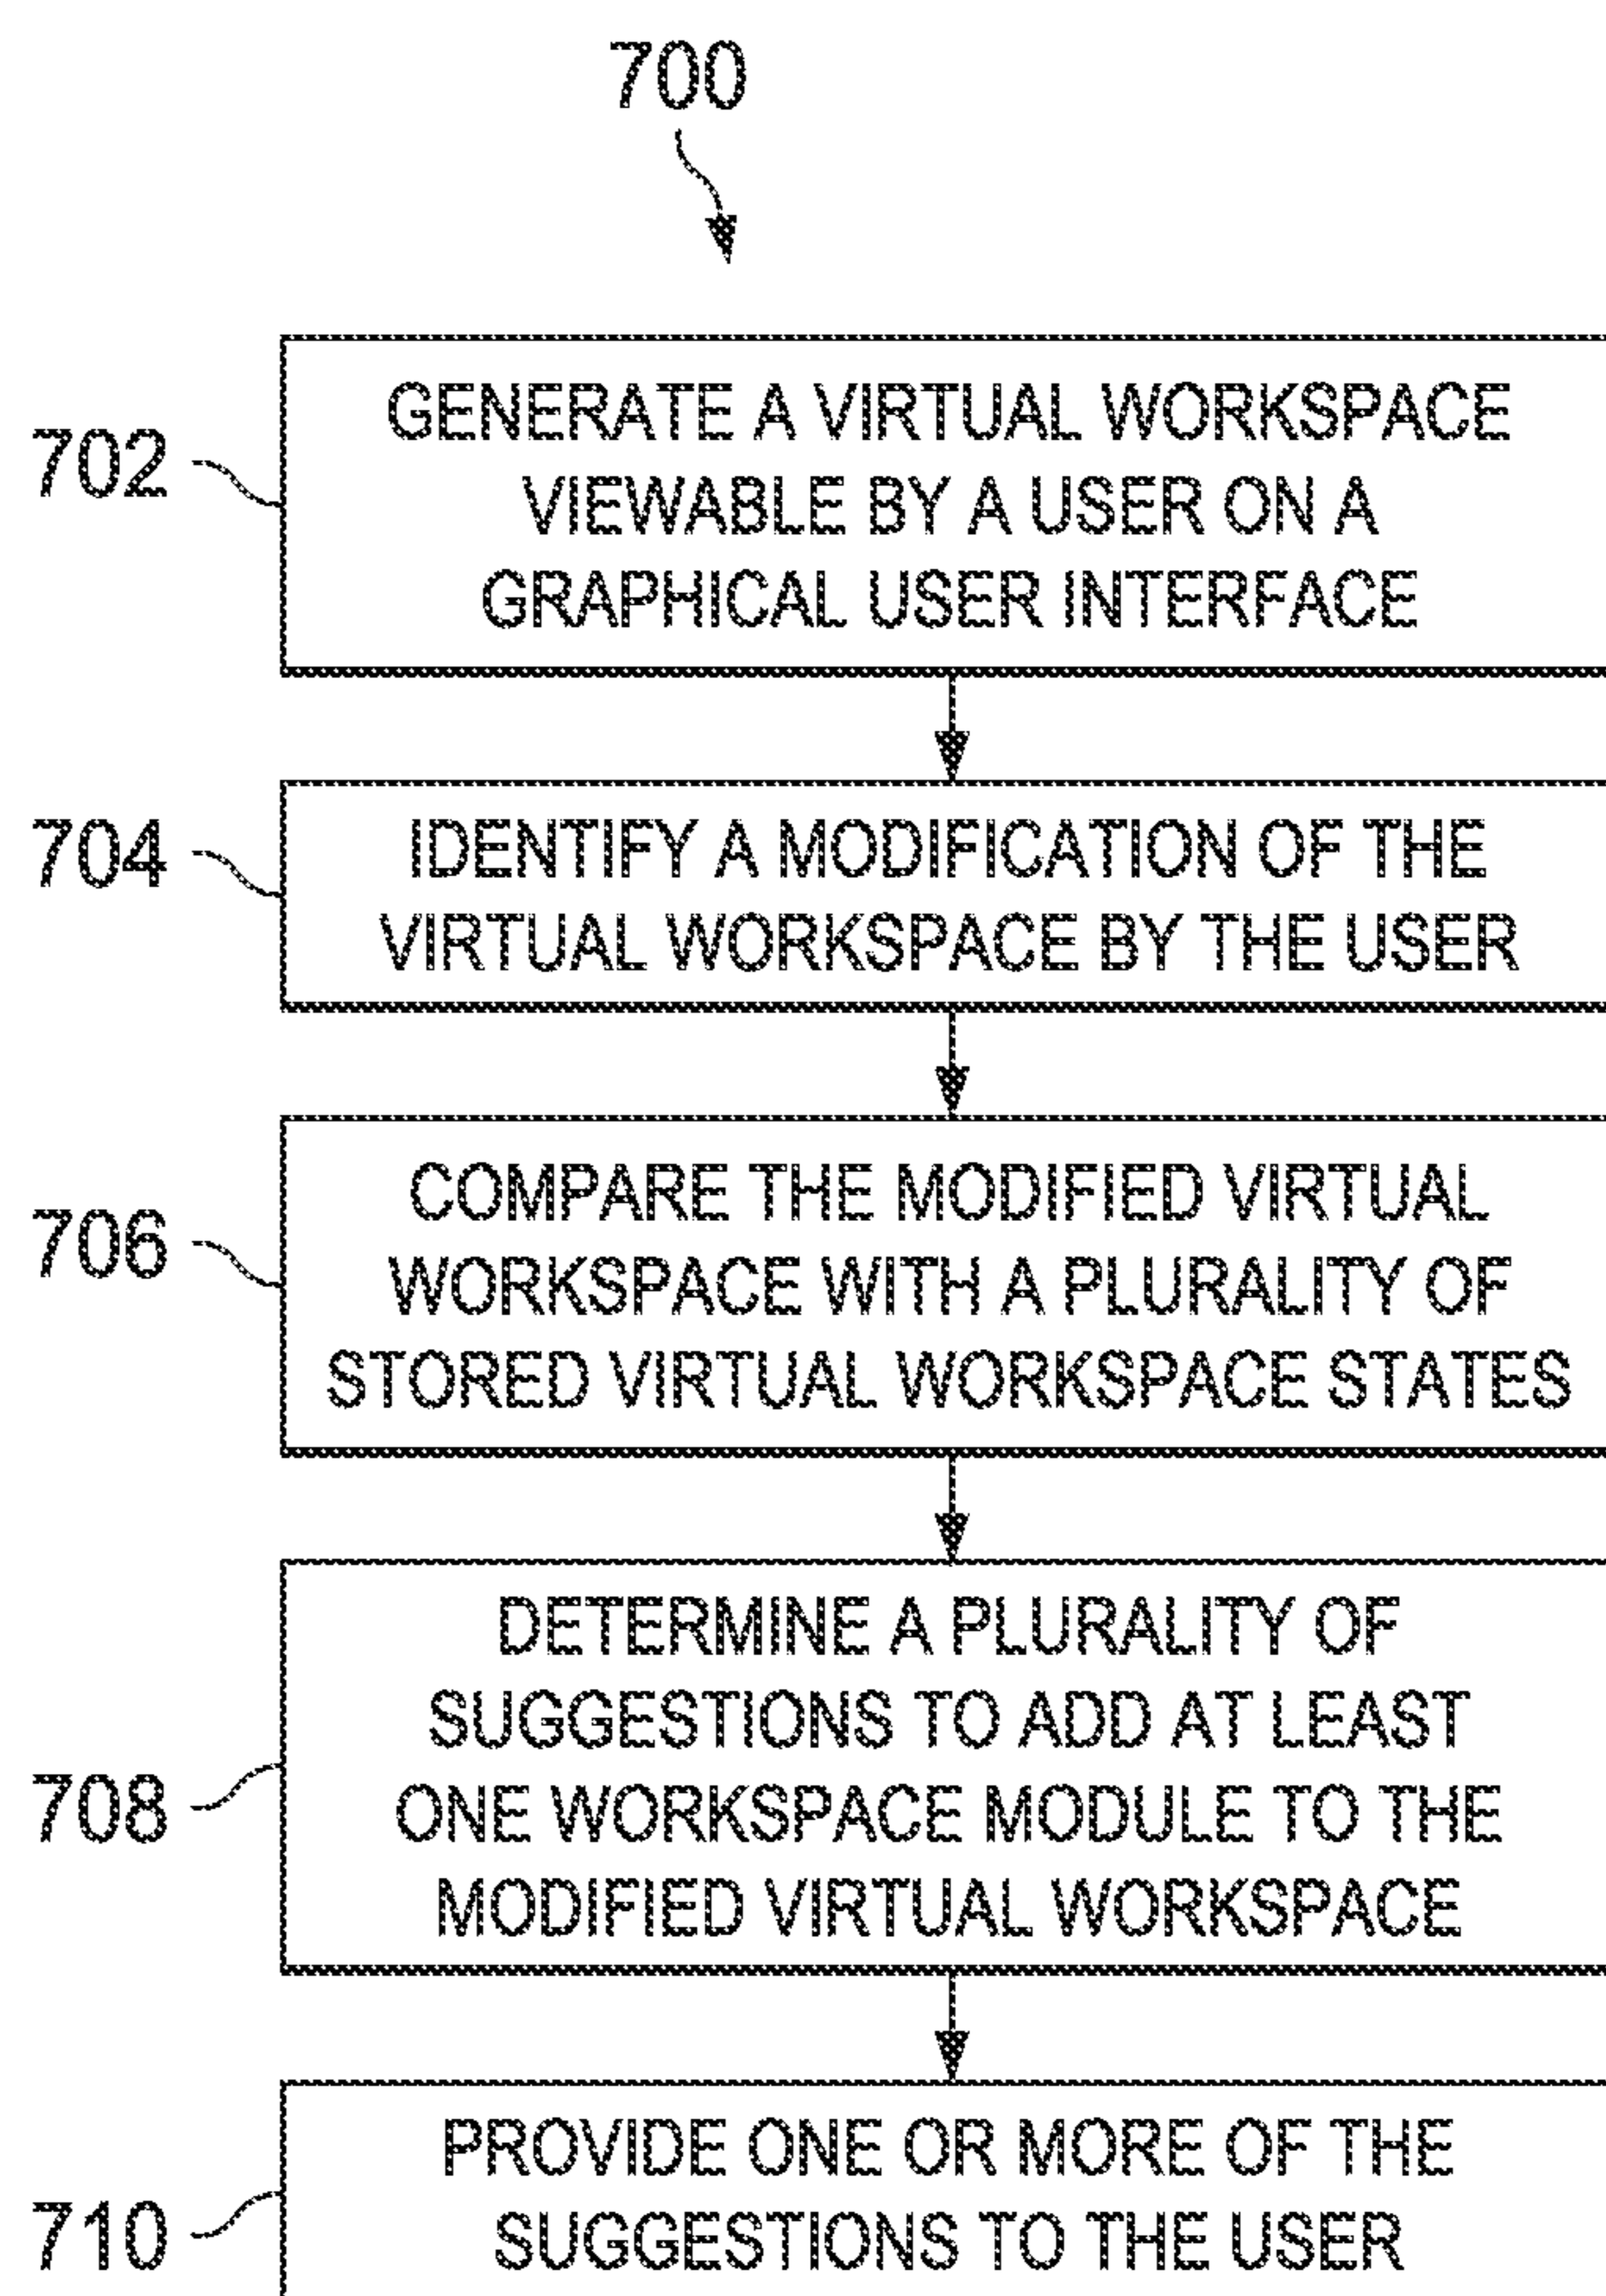 700
702
GENERATE A VIRTUAL WORKSPACE
VIEWABLE BY A USER ON A
GRAPHICAL USER INTERFACE
704
IDENTIFY A MODIFICATION OF THE
VIRTUAL WORKSPACE BY THE USER
706
COMPARE THE MODIFIED VIRTUAL
WORKSPACE WITH A PLURALITY OF
STORED VIRTUAL WORKSPACE STATES
708
DETERMINE A PLURALITY OF
SUGGESTIONS TO ADD AT LEAST
ONE WORKSPACE MODULE TO THE
MODIFIED VIRTUAL WORKSPACE
710
PROVIDE ONE OR MORE OF THE
SUGGESTIONS TO THE USER